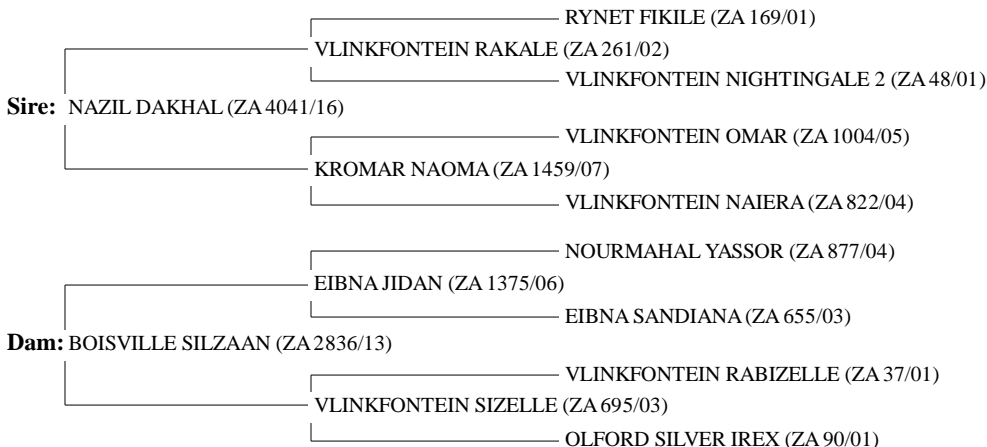 RYNET FIKILE (ZA 169/01)
VLINKFONTEIN RAKALE (ZA 261/02)
VLINKFONTEIN NIGHTINGALE 2 (ZA 48/01)
Sire: NAZIL DAKHAL (ZA 4041/16)
VLINKFONTEIN OMAR (ZA 1004/05)
KROMAR NAOMA (ZA 1459/07)
VLINKFONTEIN NAIERA (ZA 822/04)
NOURMAHAL YASSOR (ZA 877/04)
EIBNA JIDAN (ZA 1375/06)
EIBNA SANDIANA (ZA 655/03)
Dam: BOISVILLE SILZAAN (ZA 2836/13)
VLINKFONTEIN RABIZELLE (ZA 37/01)
VLINKFONTEIN SIZELLE (ZA 695/03)
OLFORD SILVER IREX (ZA 90/01)